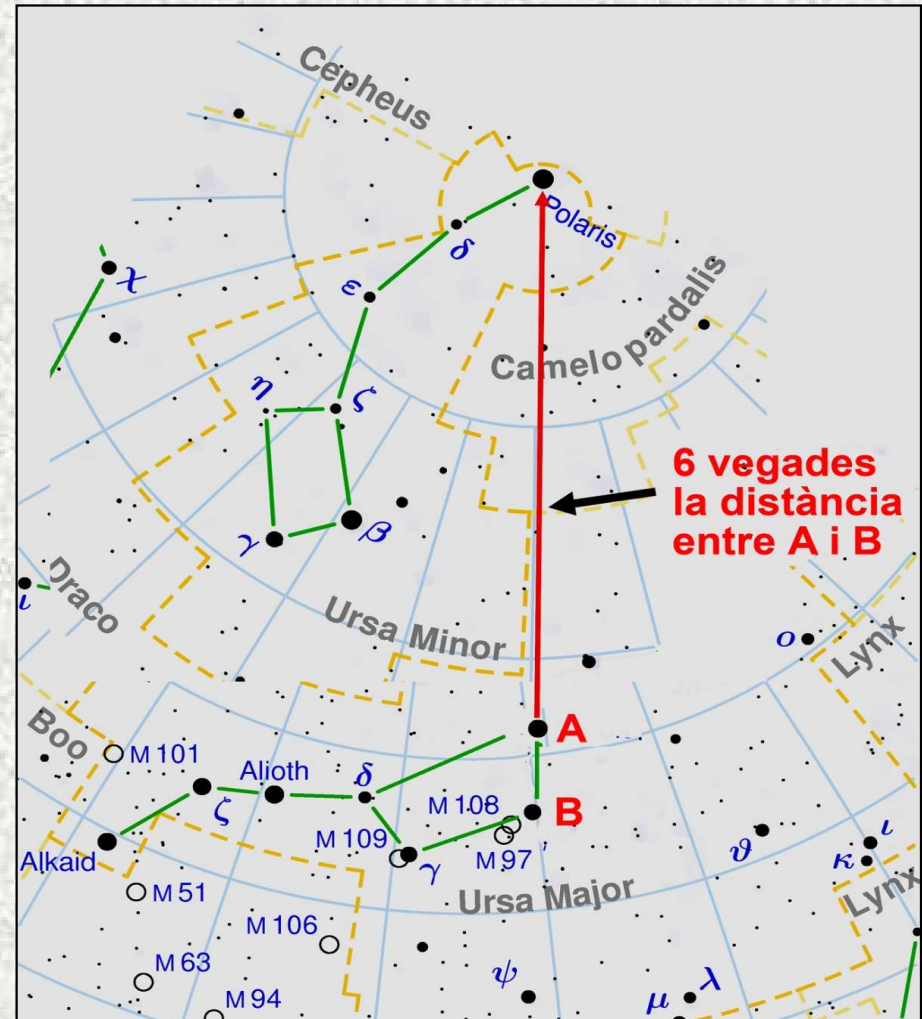 Cepheus
Polaris
δ
χ
ε
Camelopardalis
η
ζ
6 vegades
la distància
entre A i B
γ
β
Draco
ι
Ursa Minor
ο
Lynx
Boo
A
M 101
Alioth
δ
ζ
M 108
B
M 109
Alkaid
γ
M 97
ϑ
ι
κ
M 51
Ursa Major
Lynx
M 106
M 63
ψ
λ
μ
M 94